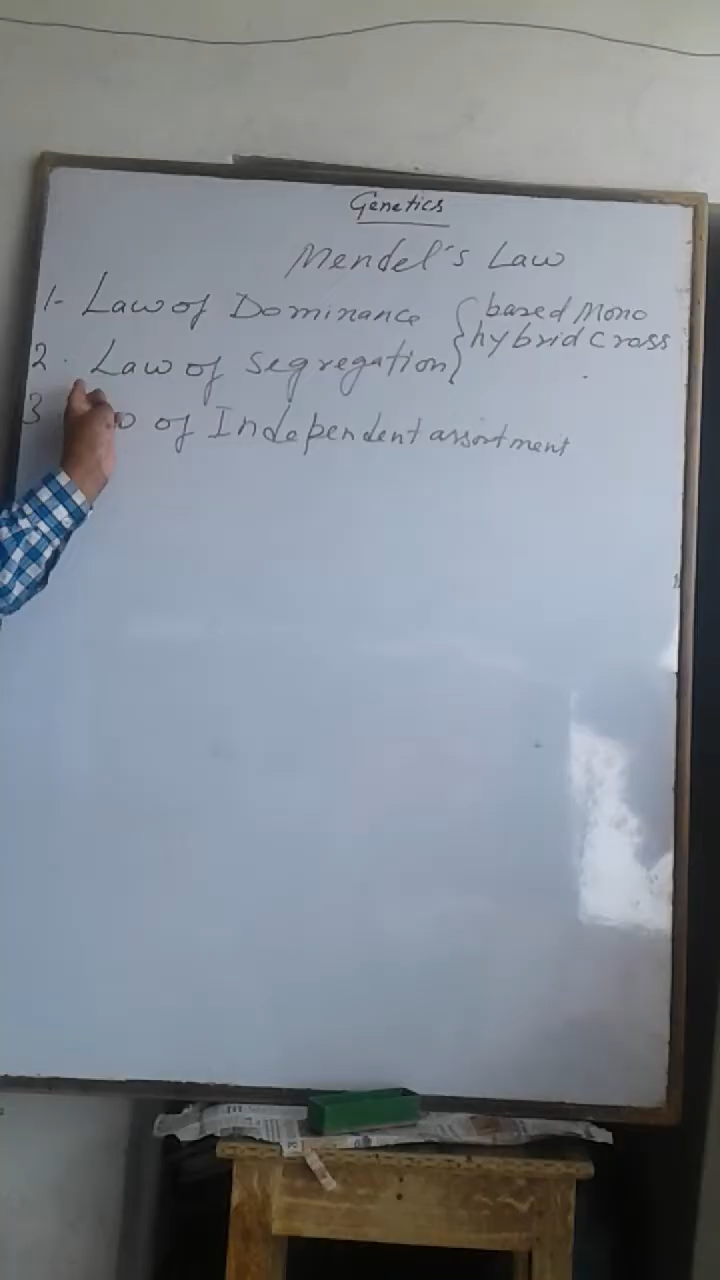 Genetics
Mendel's Law
1- Law of Dominance { based Mono
hybrid Cross
2. Law of Segregation }
3 of Independent assortment